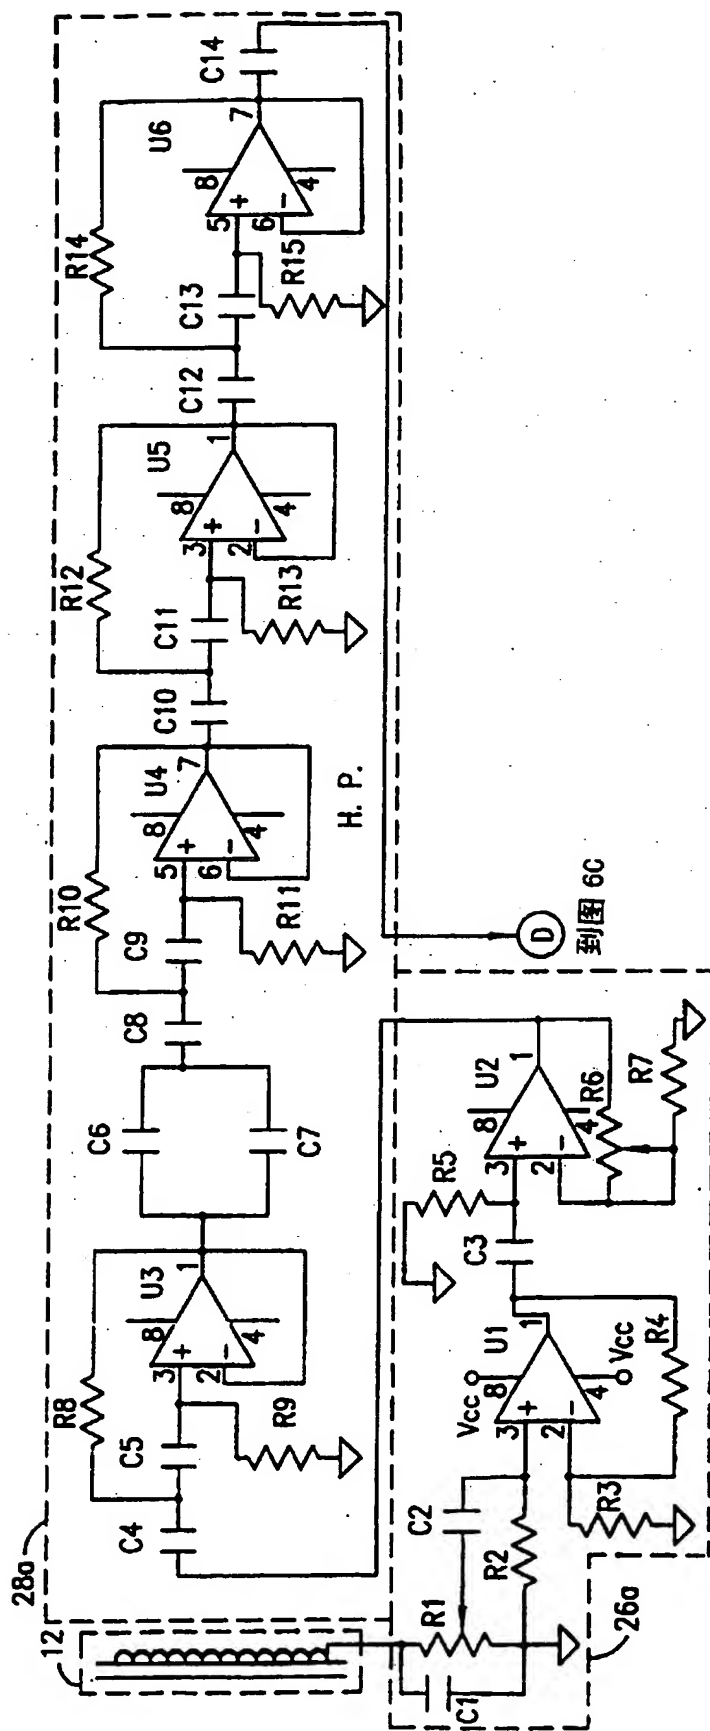 28a
12
R8
C4
C5
3
+
2
−
8
U3
1
4
R9
C6
C7
C8
R10
C9
5
+
6
−
8
U4
7
4
R11
C10
R12
C11
3
+
2
−
8
U5
1
4
R13
C12
R14
C13
5
+
6
−
8
U6
7
4
R15
C14
H. P.
D
到图 6C
C1
R1
C2
R2
R3
Vcc
8
U1
3
+
2
−
1
4
Vcc
R4
C3
R5
3
+
2
−
8
U2
1
4
R6
R7
26a